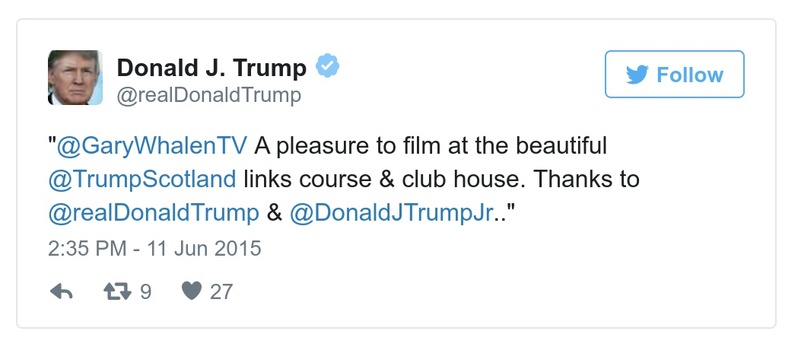 Donald J. Trump
@realDonaldTrump
Follow
"@GaryWhalenTV A pleasure to film at the beautiful
@TrumpScotland links course & club house. Thanks to
@realDonaldTrump & @DonaldJTrumpJr.."
2:35 PM - 11 Jun 2015
9 27